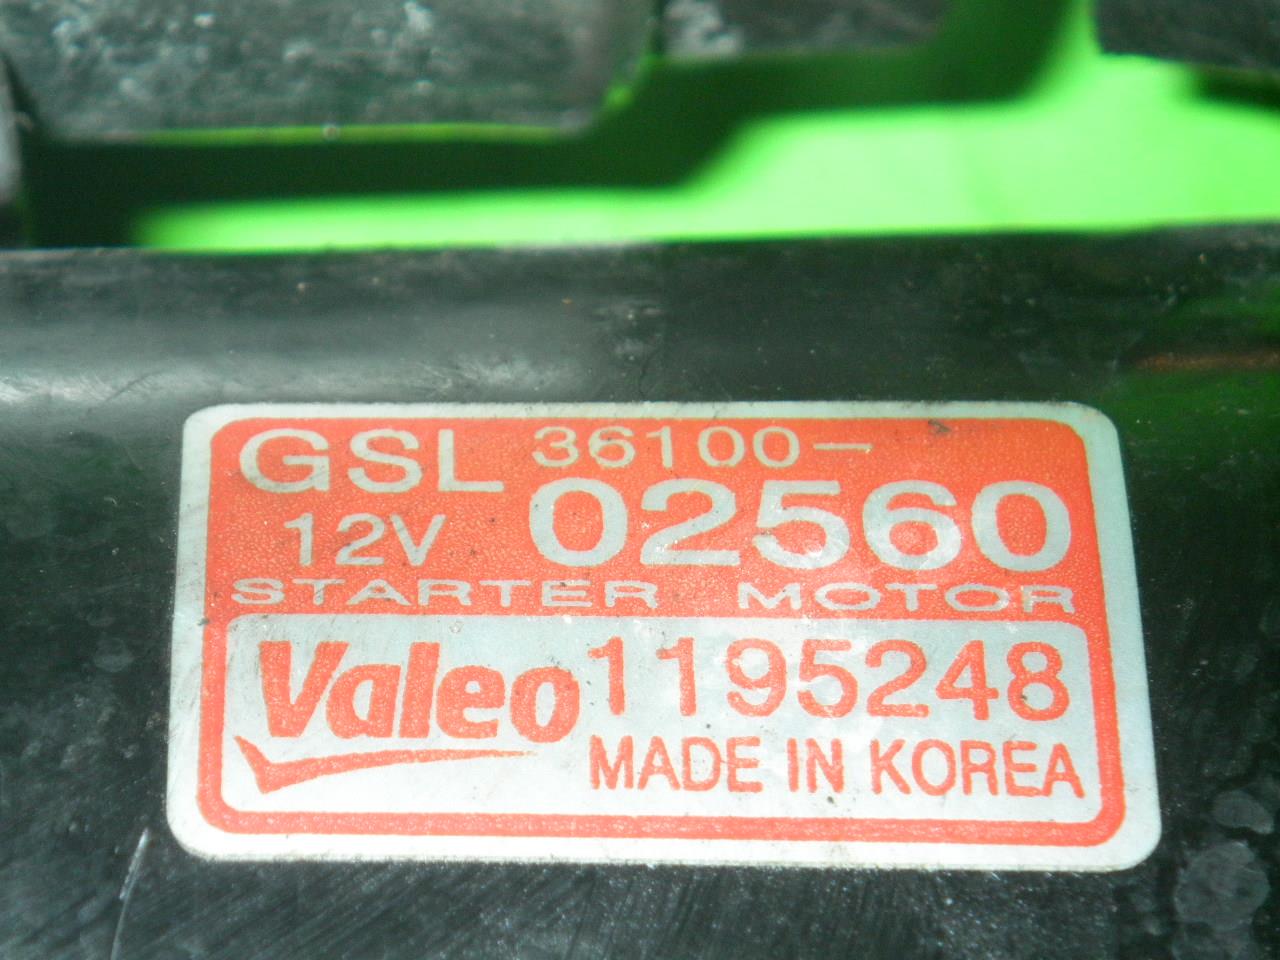 GSL 36100-
12V 02560
STARTER MOTOR
Valeo 1195248
MADE IN KOREA